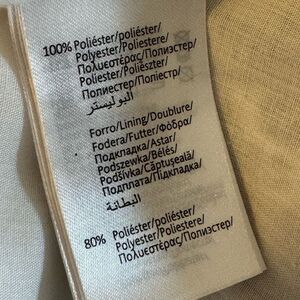 100% Poliéster/poliéster/
Polyester/Poliestere/
Πολυεστέρας/Полиэстер/
Poliester/Poliészter/
Полиестер/Поліестр/
البوليستر
Forro/Lining/Doublure/
Fodera/Futter/Φόδρα/
Подкладка/Astar/
Podszewka/Bélés/
Podšívka/Căptușeală/
Подплата/Підкладка/
البطانة
80% Poliéster/poliéster/
Polyester/Poliestere/
Πολυεστέρας/Полиэстер/